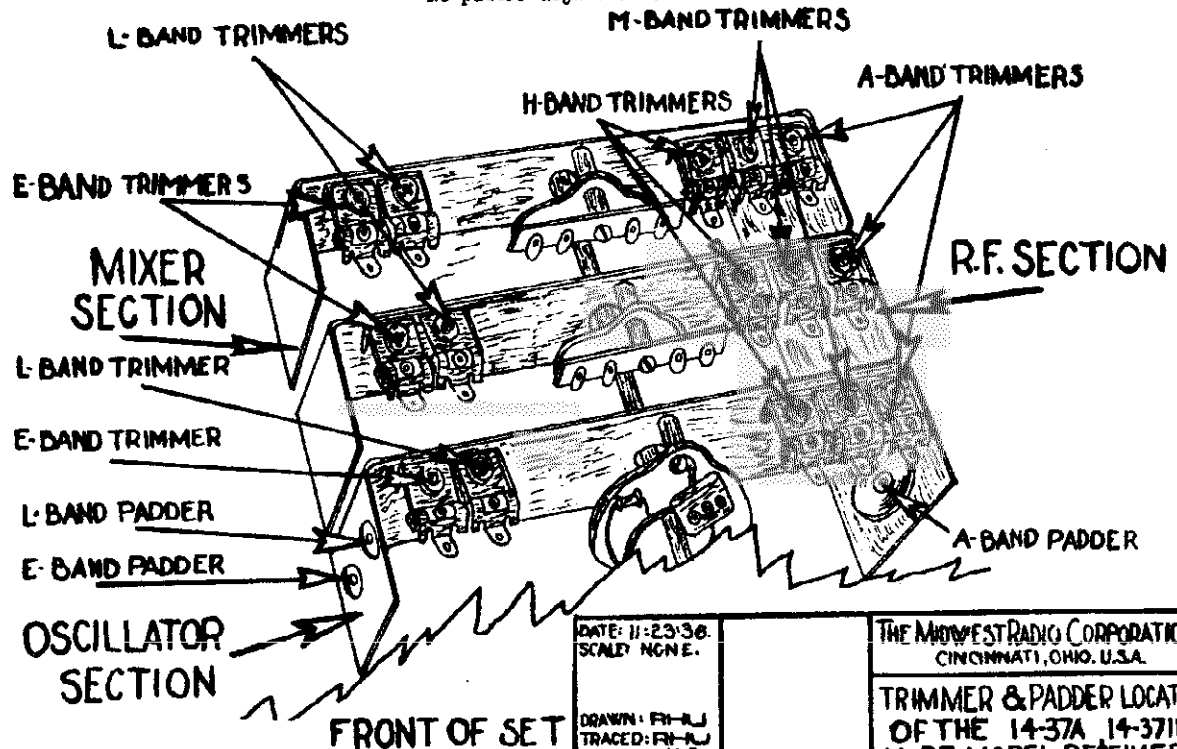 L-BAND TRIMMERS
M-BAND TRIMMERS
A-BAND TRIMMERS
H-BAND TRIMMERS
E-BAND TRIMMERS
MIXER
SECTION
R.F. SECTION
L-BAND TRIMMER
E-BAND TRIMMER
L-BAND PADDER
E-BAND PADDER
A-BAND PADDER
OSCILLATOR
SECTION
FRONT OF SET
DATE: 11-23-36.
SCALE: NONE.
DRAWN:
TRACED:
THE MIDWEST RADIO CORPORATIO
CINCINNATI, OHIO. U.S.A.
TRIMMER & PADDER LOCAT
OF THE 14-37A, 14-37